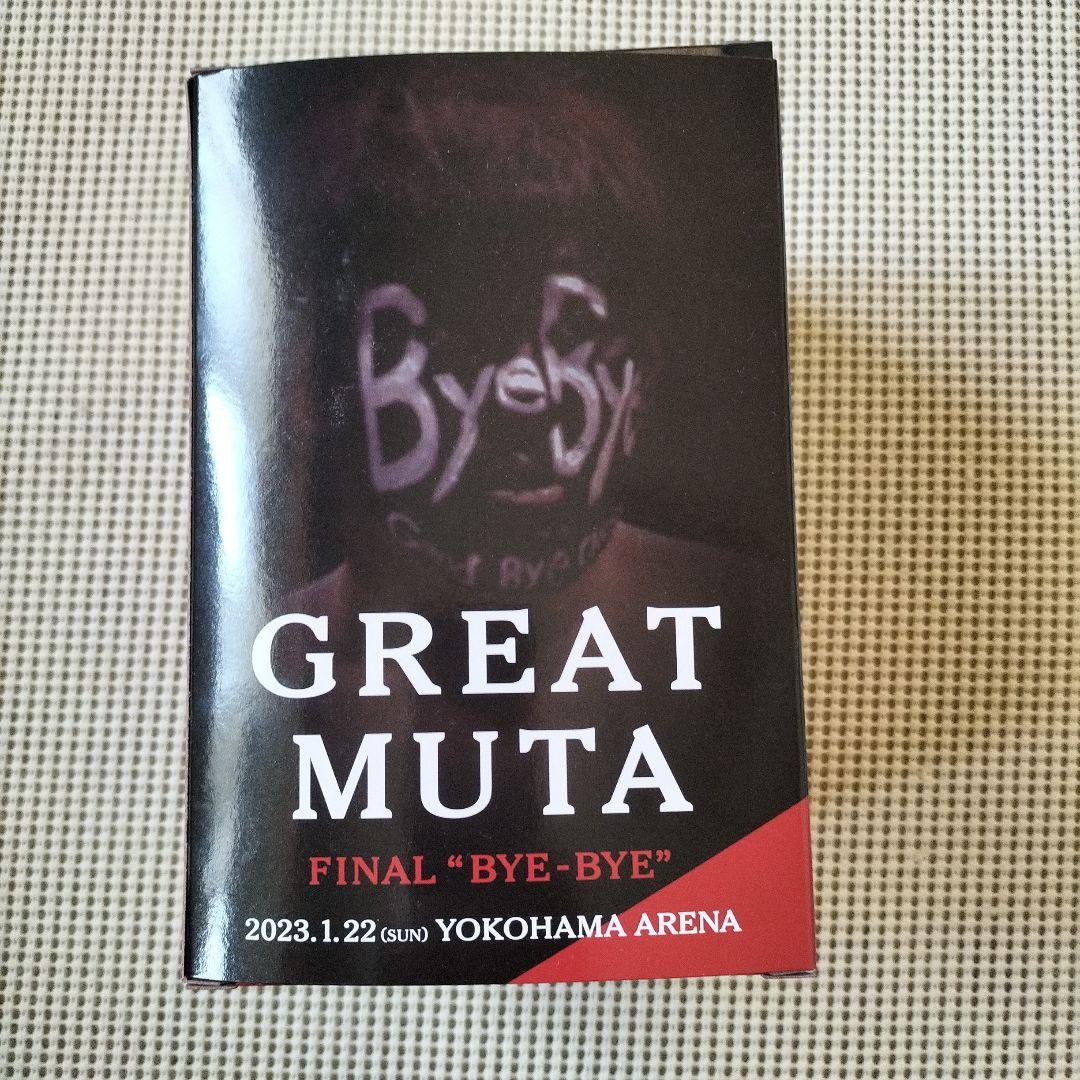 ByeBye
GREAT
MUTA
FINAL “BYE-BYE”
2023.1.22 (SUN) YOKOHAMA ARENA